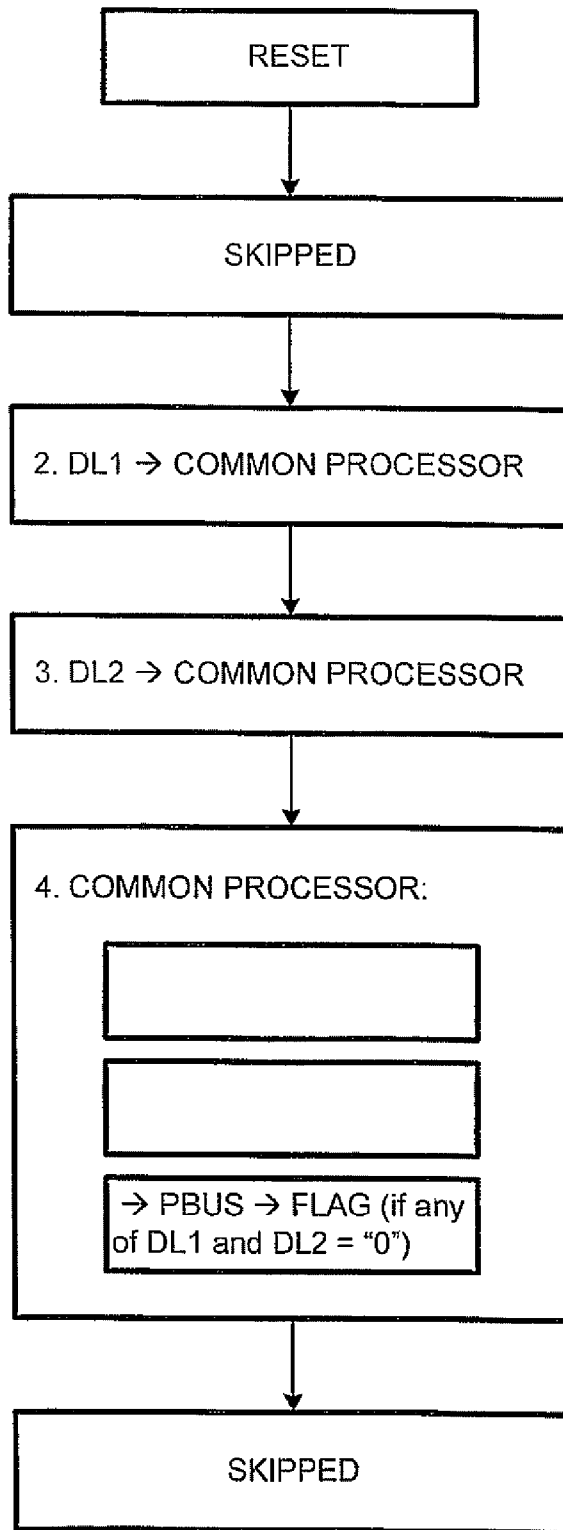 RESET
SKIPPED
2. DL1 → COMMON PROCESSOR
3. DL2 → COMMON PROCESSOR
4. COMMON PROCESSOR:
→ PBUS → FLAG (if any
of DL1 and DL2 = “0”)
SKIPPED